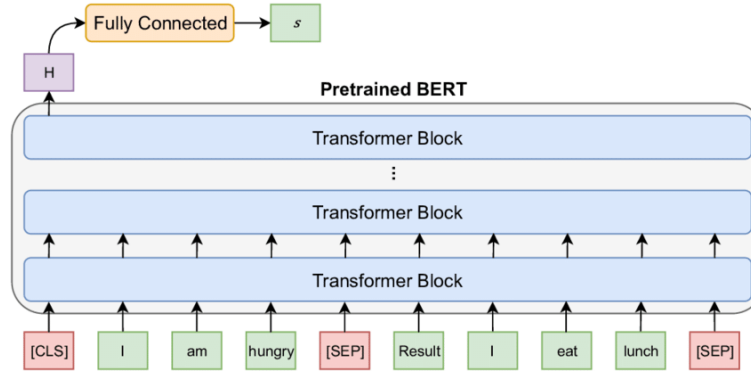 Fully Connected
s
H
Pretrained BERT
Transformer Block
⋮
Transformer Block
Transformer Block
[CLS] I am hungry [SEP] Result I eat lunch [SEP]